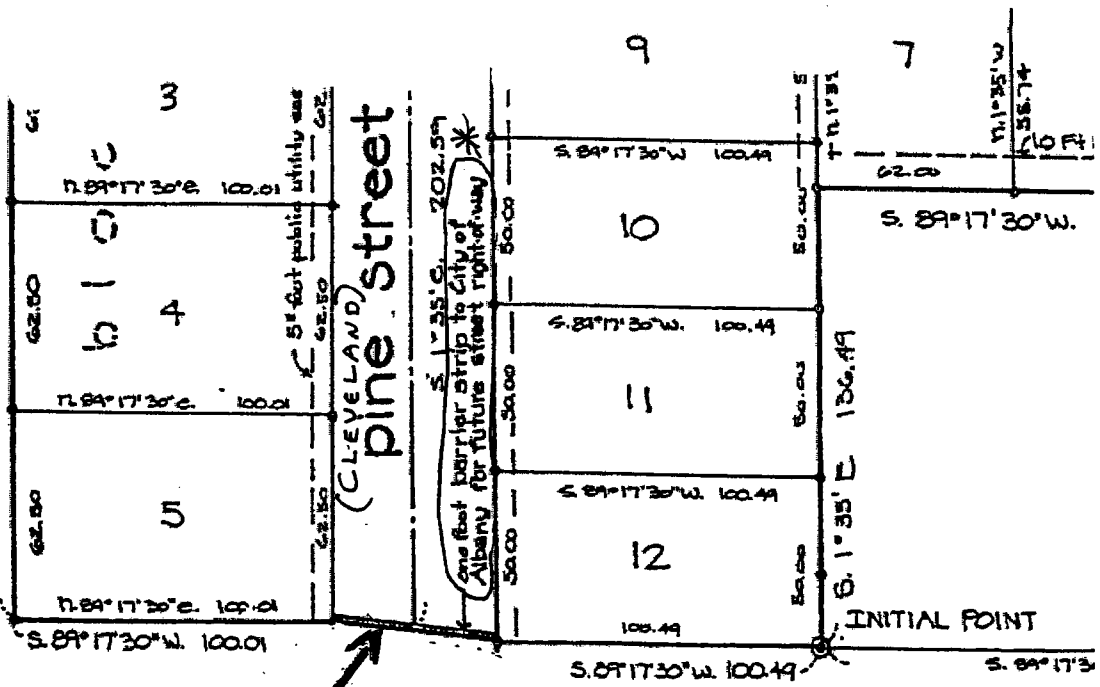 9
7
3
4
5
block
N. 89°17'30"E. 100.01
5 foot public utility eas
62.50
62.50
N. 89°17'30"E. 100.01
62.50
62.50
N. 89°17'30"E. 100.01
S. 89°17'30"W. 100.01
(CLEVELAND)
pine street
S. 1°35'E. 202.59
one foot barrier strip to City of
Albany for future street right-of-way
S. 89°17'30"W 100.49
50.00
10
50.00
S. 89°17'30"W. 100.49
50.00
11
50.00
S. 89°17'30"W. 100.49
50.00
12
50.00
100.49
S. 89°17'30"W. 100.49
S. 1°35' E 136.49
INITIAL POINT
N. 1°35'W
10 Ft
62.00
S. 89°17'30"W.